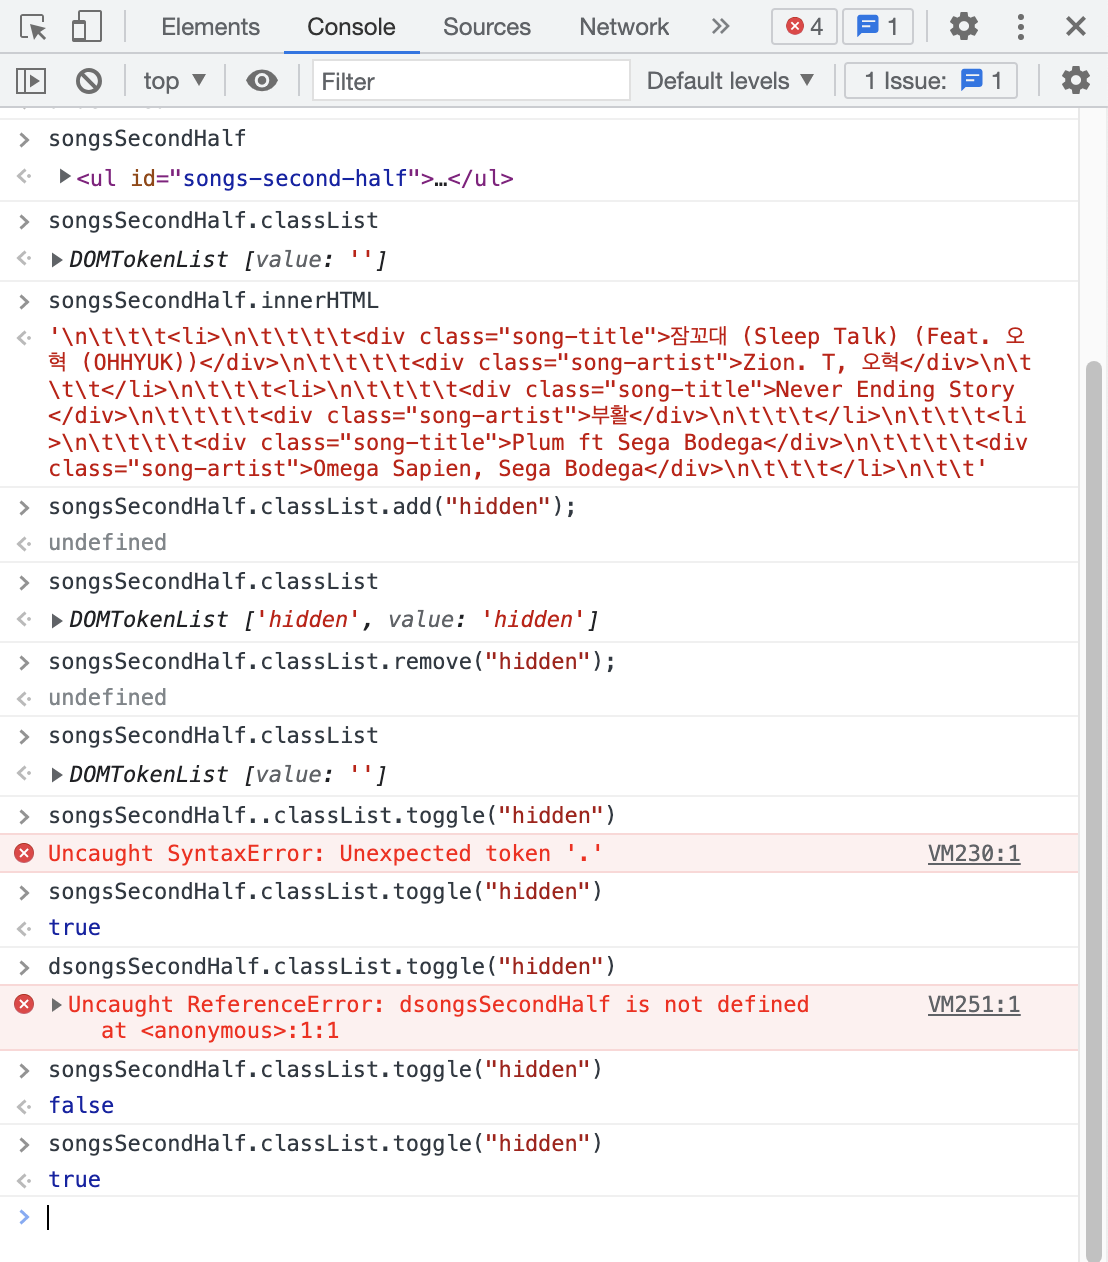 Elements Console Sources Network 4 1
top Filter Default levels 1 Issue: 1
songsSecondHalf
<ul id="songs-second-half">…</ul>
songsSecondHalf.classList
DOMTokenList [value: '']
songsSecondHalf.innerHTML
'\n\t\t\t<li>\n\t\t\t\t<div class="song-title">잠꼬대 (Sleep Talk) (Feat. 오
혁 (OHHYUK))</div>\n\t\t\t\t<div class="song-artist">Zion. T, 오혁</div>\n\t
\t\t</li>\n\t\t\t<li>\n\t\t\t\t<div class="song-title">Never Ending Story
</div>\n\t\t\t\t<div class="song-artist">부활</div>\n\t\t\t</li>\n\t\t\t<li
>\n\t\t\t\t<div class="song-title">Plum ft Sega Bodega</div>\n\t\t\t\t<div
class="song-artist">Omega Sapien, Sega Bodega</div>\n\t\t\t</li>\n\t\t'
songsSecondHalf.classList.add("hidden");
undefined
songsSecondHalf.classList
DOMTokenList ['hidden', value: 'hidden']
songsSecondHalf.classList.remove("hidden");
undefined
songsSecondHalf.classList
DOMTokenList [value: '']
songsSecondHalf..classList.toggle("hidden")
Uncaught SyntaxError: Unexpected token '.' VM230:1
songsSecondHalf.classList.toggle("hidden")
true
dsongsSecondHalf.classList.toggle("hidden")
Uncaught ReferenceError: dsongsSecondHalf is not defined VM251:1
at <anonymous>:1:1
songsSecondHalf.classList.toggle("hidden")
false
songsSecondHalf.classList.toggle("hidden")
true